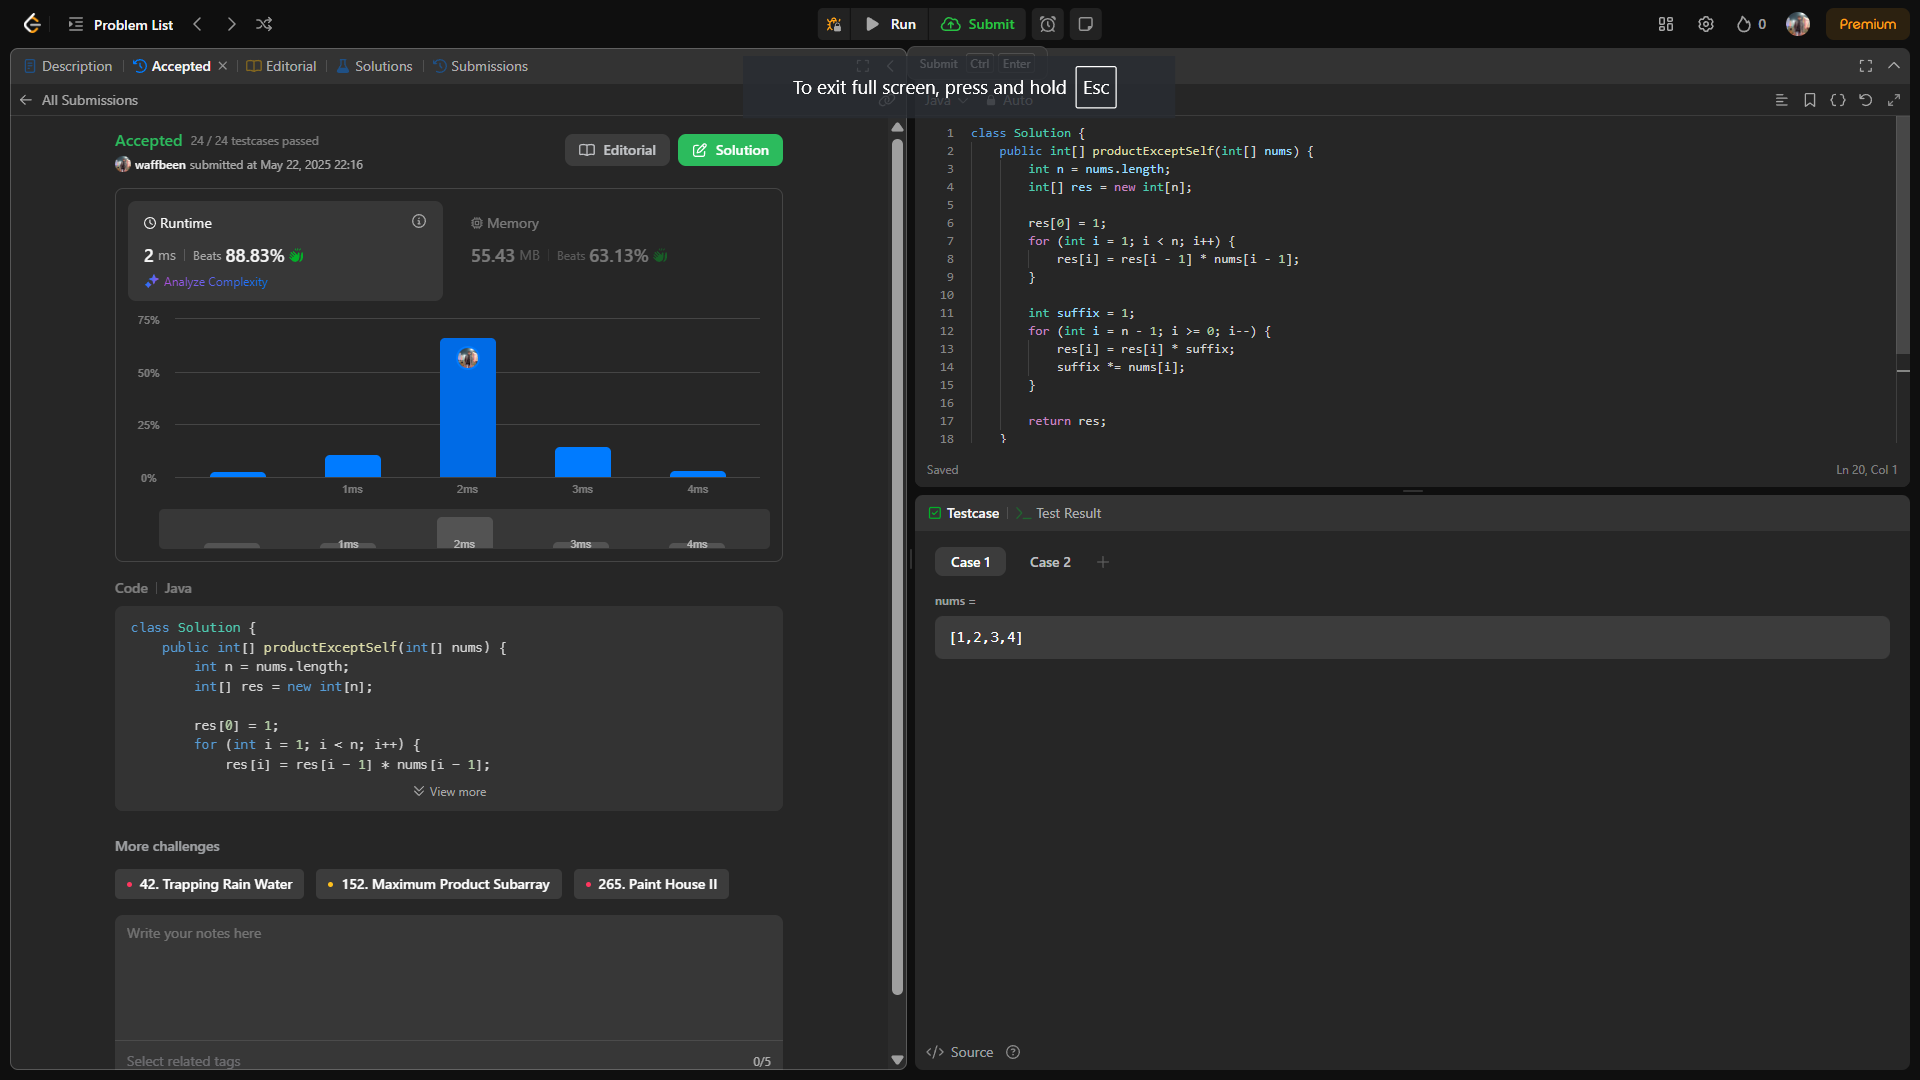 Problem List
Run
Submit
0
Premium
Description
Accepted
Editorial
Solutions
Submissions
Submit Ctrl Enter
To exit full screen, press and hold Esc
All Submissions
Java
Auto
Accepted 24 / 24 testcases passed
waffbeen submitted at May 22, 2025 22:16
Editorial
Solution
Runtime
2 ms Beats 88.83%
Analyze Complexity
Memory
55.43 MB Beats 63.13%
75%
50%
25%
0%
1ms 2ms 3ms 4ms
1ms 2ms 3ms 4ms
Code Java
class Solution {
public int[] productExceptSelf(int[] nums) {
int n = nums.length;
int[] res = new int[n];
res[0] = 1;
for (int i = 1; i < n; i++) {
res[i] = res[i - 1] * nums[i - 1];
View more
More challenges
42. Trapping Rain Water
152. Maximum Product Subarray
265. Paint House II
Write your notes here
Select related tags
0/5
1 class Solution {
2 public int[] productExceptSelf(int[] nums) {
3 int n = nums.length;
4 int[] res = new int[n];
5
6 res[0] = 1;
7 for (int i = 1; i < n; i++) {
8 res[i] = res[i - 1] * nums[i - 1];
9 }
10
11 int suffix = 1;
12 for (int i = n - 1; i >= 0; i--) {
13 res[i] = res[i] * suffix;
14 suffix *= nums[i];
15 }
16
17 return res;
18 }
Saved
Ln 20, Col 1
Testcase
Test Result
Case 1
Case 2
nums =
[1,2,3,4]
Source